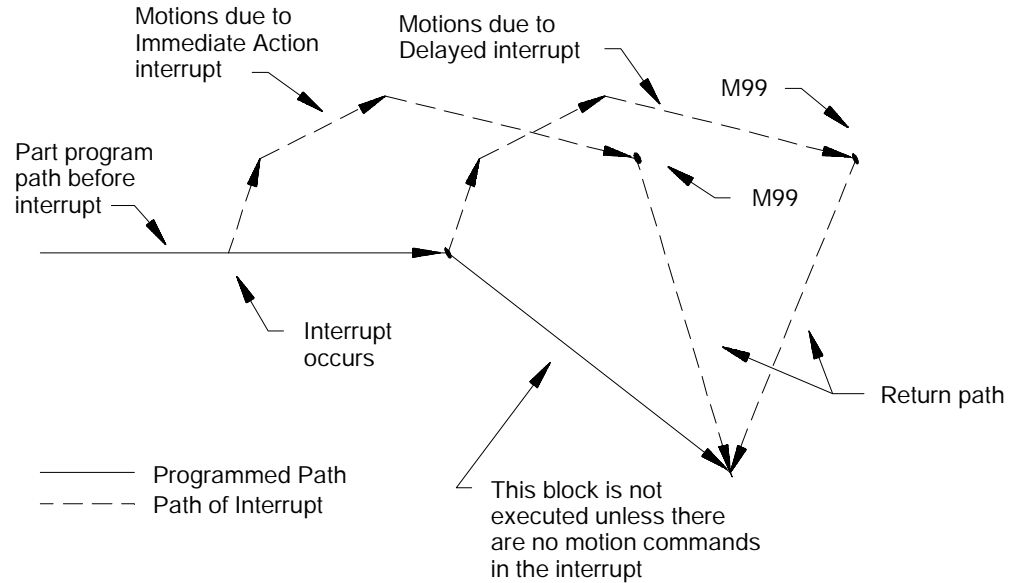 Motions due to
Immediate Action
interrupt
Motions due to
Delayed interrupt
M99
Part program
path before
interrupt
M99
Interrupt
occurs
Return path
Programmed Path
Path of Interrupt
This block is not
executed unless there
are no motion commands
in the interrupt